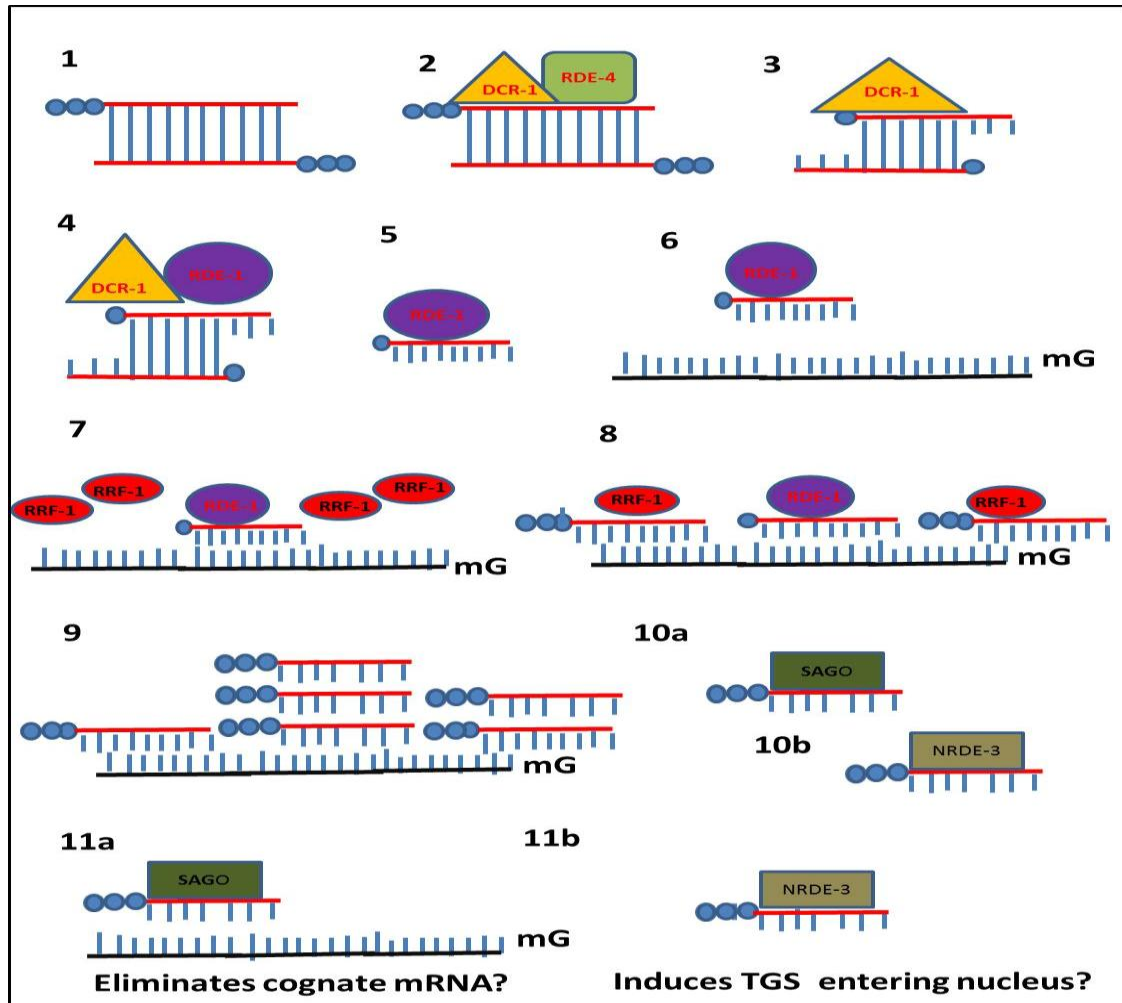 1
2
3
DCR-1
RDE-4
DCR-1
4
5
6
DCR-1
RDE-1
RDE-1
RDE-1
mG
7
8
RRF-1
RRF-1
RDE-1
RRF-1
RRF-1
mG
RRF-1
RDE-1
RRF-1
mG
9
10a
SAGO
10b
NRDE-3
mG
11a
11b
SAGO
NRDE-3
mG
Eliminates cognate mRNA?
Induces TGS entering nucleus?